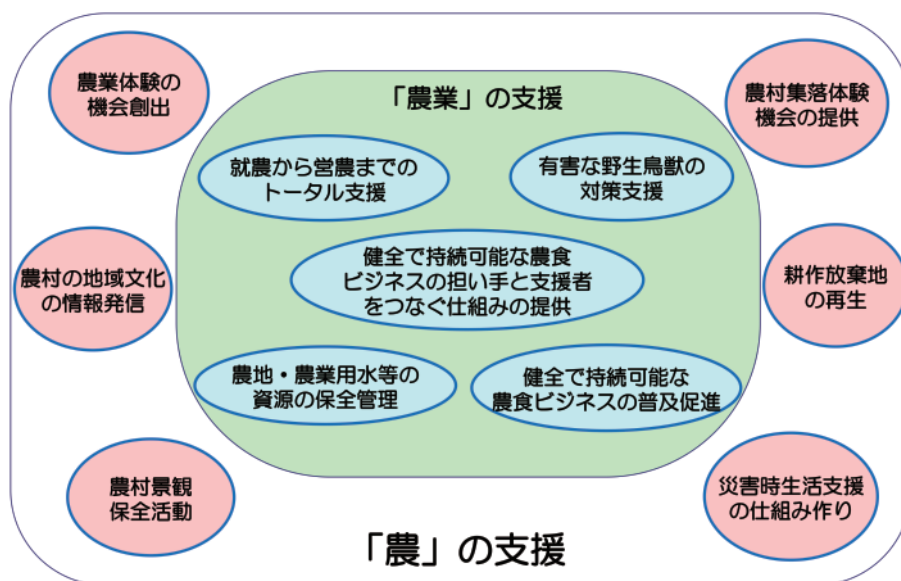 農業体験の
機会創出
「農業」の支援
農村集落体験
機会の提供
就農から営農までの
トータル支援
有害な野生鳥獣の
対策支援
農村の地域文化
の情報発信
健全で持続可能な農食
ビジネスの担い手と支援者
をつなぐ仕組みの提供
耕作放棄地
の再生
農地・農業用水等の
資源の保全管理
健全で持続可能な
農食ビジネスの普及促進
農村景観
保全活動
災害時生活支援
の仕組み作り
「農」の支援